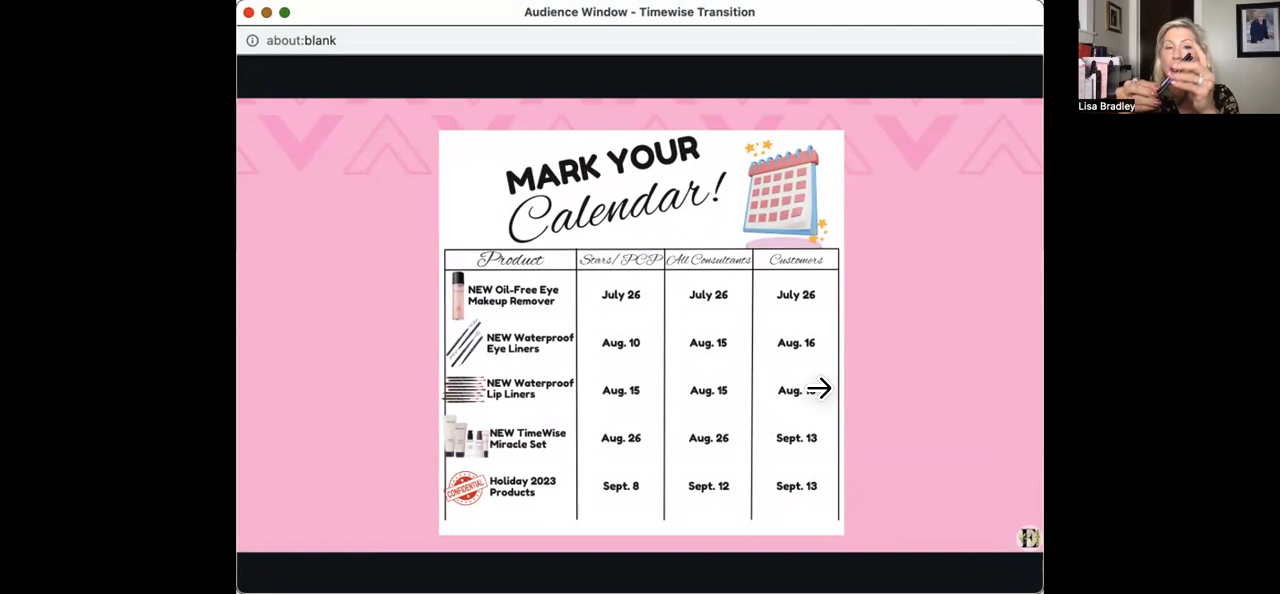 Audience Window - Timewise Transition
about:blank
Lisa Bradley
MARK YOUR
Calendar!
Product Stars/ PCP All Consultants Customers
NEW Oil-Free Eye
Makeup Remover July 26 July 26 July 26
NEW Waterproof
Eye Liners Aug. 10 Aug. 15 Aug. 16
NEW Waterproof
Lip Liners Aug. 15 Aug. 15 Aug.
NEW TimeWise
Miracle Set Aug. 26 Aug. 26 Sept. 13
CONFIDENTIAL
Holiday 2023
Products Sept. 8 Sept. 12 Sept. 13
E